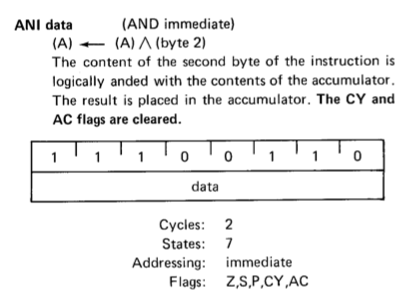 ANI data (AND immediate)
(A) ← (A) ∧ (byte 2)
The content of the second byte of the instruction is
logically anded with the contents of the accumulator.
The result is placed in the accumulator. The CY and
AC flags are cleared.
1 1 1 0 0 1 1 0
data
Cycles: 2
States: 7
Addressing: immediate
Flags: Z,S,P,CY,AC